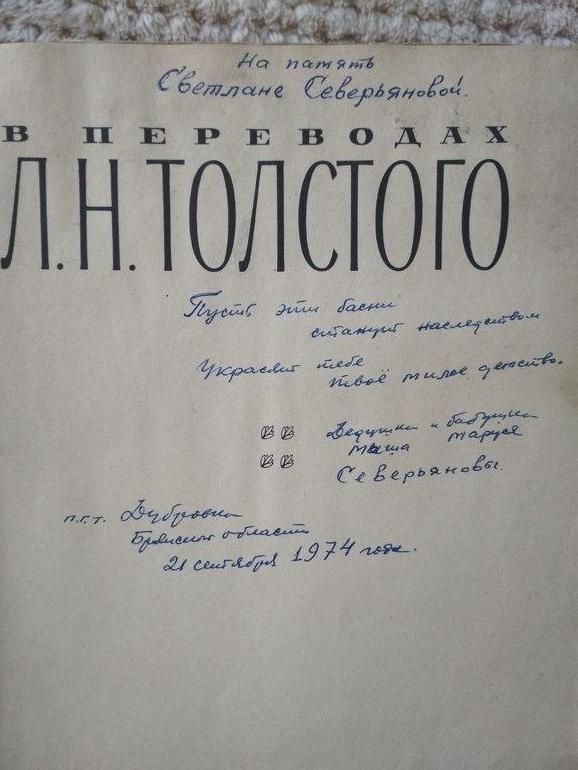 На память
Светлане Северьяновой.
В ПЕРЕВОДАХ
Л.Н.ТОЛСТОГО
Пусть эти басни
станут наследством
Украсят тебе
твоё милое детство.
Дедушка и бабушка
Миша Маруся
Северьяновы.
п.г.т. Дубровка
Брянской области
21 сентября 1974 года.